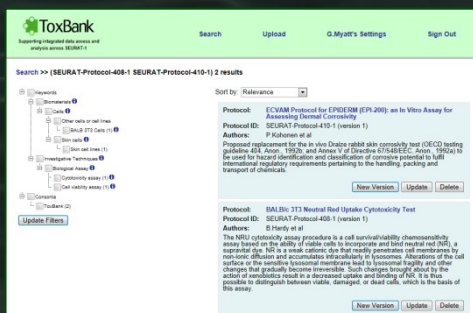 ToxBank
Supporting integrated data access and
analysis across SEURAT-1
Search
Upload
G.Myatt's Settings
Sign Out
Search >> (SEURAT-Protocol-408-1 SEURAT-Protocol-410-1) 2 results
Keywords
Biomaterials
Cells
Other cells or cell lines
BALB 3T3 Cells (1)
Skin cells
Skin cell lines (1)
Investigative Techniques
Biological Assay
Cytotoxicity assay (1)
Cell viability assay (1)
Consortia
ToxBank (2)
Update Filters
Sort by: Relevance
Protocol: ECVAM Protocol for EPIDERM (EPI-200): an In Vitro Assay for
Assessing Dermal Corrosivity
Protocol ID: SEURAT-Protocol-410-1 (version 1)
Authors: P.Kohonen et al
Proposed replacement for the in vivo Draize rabbit skin corrosivity test (OECD testing
guideline 404. Anon., 1992b, and Annex V of Directive 67/548/EEC, Anon., 1992a) to
be used for hazard identification and classification of corrosive potential to fulfil
international regulatory requirements pertaining to the handling, packing and
transport of chemicals.
New Version Update Delete
Protocol: BALB/c 3T3 Neutral Red Uptake Cytotoxicity Test
Protocol ID: SEURAT-Protocol-408-1 (version 1)
Authors: B.Hardy et al
The NRU cytotoxicity assay procedure is a cell survival/viability chemosensitivity
assay based on the ability of viable cells to incorporate and bind neutral red (NR), a
supravital dye. NR is a weak cationic dye that readily penetrates cell membranes by
non-ionic diffusion and accumulates intracellularly in lysosomes. Alterations of the cell
surface or the sensitive lysosomal membrane lead to lysosomal fragility and other
changes that gradually become irreversible. Such changes brought about by the
action of xenobiotics result in a decreased uptake and binding of NR. It is thus
possible to distinguish between viable, damaged, or dead cells, which is the basis of
this assay.
New Version Update Delete